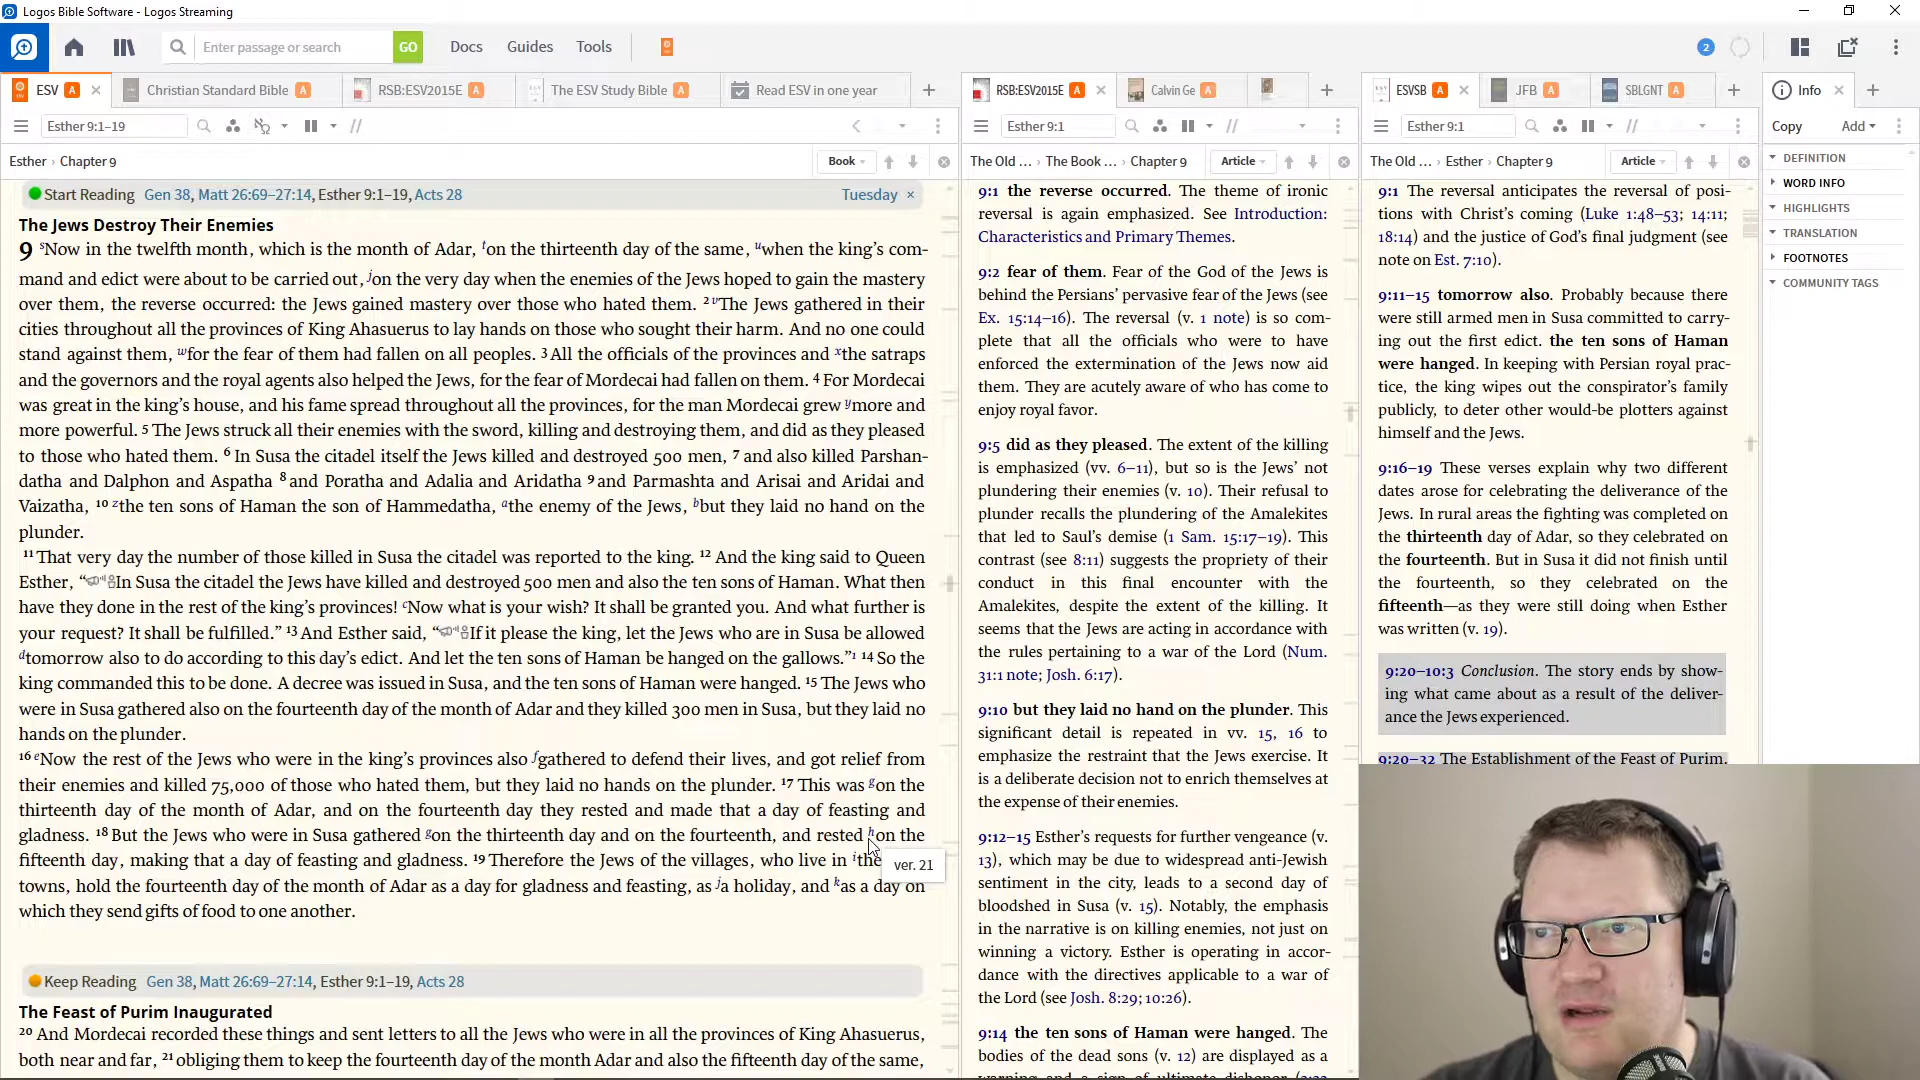 Logos Bible Software - Logos Streaming
Enter passage or search
GO
Docs
Guides
Tools
2
ESV A
Christian Standard Bible A
RSB:ESV2015E A
The ESV Study Bible A
Read ESV in one year
Esther 9:1–19
Esther › Chapter 9
Book
Start Reading Gen 38, Matt 26:69–27:14, Esther 9:1–19, Acts 28 Tuesday ×
The Jews Destroy Their Enemies
9 sNow in the twelfth month, which is the month of Adar, ton the thirteenth day of the same, uwhen the king’s com-
mand and edict were about to be carried out, jon the very day when the enemies of the Jews hoped to gain the mastery
over them, the reverse occurred: the Jews gained mastery over those who hated them. 2 vThe Jews gathered in their
cities throughout all the provinces of King Ahasuerus to lay hands on those who sought their harm. And no one could
stand against them, wfor the fear of them had fallen on all peoples. 3 All the officials of the provinces and xthe satraps
and the governors and the royal agents also helped the Jews, for the fear of Mordecai had fallen on them. 4 For Mordecai
was great in the king’s house, and his fame spread throughout all the provinces, for the man Mordecai grew ymore and
more powerful. 5 The Jews struck all their enemies with the sword, killing and destroying them, and did as they pleased
to those who hated them. 6 In Susa the citadel itself the Jews killed and destroyed 500 men, 7 and also killed Parshan-
datha and Dalphon and Aspatha 8 and Poratha and Adalia and Aridatha 9 and Parmashta and Arisai and Aridai and
Vaizatha, 10 zthe ten sons of Haman the son of Hammedatha, athe enemy of the Jews, bbut they laid no hand on the
plunder.
11 That very day the number of those killed in Susa the citadel was reported to the king. 12 And the king said to Queen
Esther, “In Susa the citadel the Jews have killed and destroyed 500 men and also the ten sons of Haman. What then
have they done in the rest of the king’s provinces! cNow what is your wish? It shall be granted you. And what further is
your request? It shall be fulfilled.” 13 And Esther said, “If it please the king, let the Jews who are in Susa be allowed
dtomorrow also to do according to this day’s edict. And let the ten sons of Haman be hanged on the gallows.”1 14 So the
king commanded this to be done. A decree was issued in Susa, and the ten sons of Haman were hanged. 15 The Jews who
were in Susa gathered also on the fourteenth day of the month of Adar and they killed 300 men in Susa, but they laid no
hands on the plunder.
16 eNow the rest of the Jews who were in the king’s provinces also fgathered to defend their lives, and got relief from
their enemies and killed 75,000 of those who hated them, but they laid no hands on the plunder. 17 This was gon the
thirteenth day of the month of Adar, and on the fourteenth day they rested and made that a day of feasting and
gladness. 18 But the Jews who were in Susa gathered gon the thirteenth day and on the fourteenth, and rested hon the
fifteenth day, making that a day of feasting and gladness. 19 Therefore the Jews of the villages, who live in ithe
ver. 21
towns, hold the fourteenth day of the month of Adar as a day for gladness and feasting, as ja holiday, and kas a day on
which they send gifts of food to one another.
Keep Reading Gen 38, Matt 26:69–27:14, Esther 9:1–19, Acts 28
The Feast of Purim Inaugurated
20 And Mordecai recorded these things and sent letters to all the Jews who were in all the provinces of King Ahasuerus,
both near and far, 21 obliging them to keep the fourteenth day of the month Adar and also the fifteenth day of the same,
RSB:ESV2015E A
Calvin Ge A
Esther 9:1
The Old ... › The Book ... › Chapter 9
Article
9:1 the reverse occurred. The theme of ironic
reversal is again emphasized. See Introduction:
Characteristics and Primary Themes.
9:2 fear of them. Fear of the God of the Jews is
behind the Persians’ pervasive fear of the Jews (see
Ex. 15:14–16). The reversal (v. 1 note) is so com-
plete that all the officials who were to have
enforced the extermination of the Jews now aid
them. They are acutely aware of who has come to
enjoy royal favor.
9:5 did as they pleased. The extent of the killing
is emphasized (vv. 6–11), but so is the Jews’ not
plundering their enemies (v. 10). Their refusal to
plunder recalls the plundering of the Amalekites
that led to Saul’s demise (1 Sam. 15:17–19). This
contrast (see 8:11) suggests the propriety of their
conduct in this final encounter with the
Amalekites, despite the extent of the killing. It
seems that the Jews are acting in accordance with
the rules pertaining to a war of the Lord (Num.
31:1 note; Josh. 6:17).
9:10 but they laid no hand on the plunder. This
significant detail is repeated in vv. 15, 16 to
emphasize the restraint that the Jews exercise. It
is a deliberate decision not to enrich themselves at
the expense of their enemies.
9:12–15 Esther’s requests for further vengeance (v.
13), which may be due to widespread anti-Jewish
sentiment in the city, leads to a second day of
bloodshed in Susa (v. 15). Notably, the emphasis
in the narrative is on killing enemies, not just on
winning a victory. Esther is operating in accor-
dance with the directives applicable to a war of
the Lord (see Josh. 8:29; 10:26).
9:14 the ten sons of Haman were hanged. The
bodies of the dead sons (v. 12) are displayed as a
ESVSB A
JFB A
SBLGNT A
Esther 9:1
The Old ... › Esther › Chapter 9
Article
9:1 The reversal anticipates the reversal of posi-
tions with Christ’s coming (Luke 1:48–53; 14:11;
18:14) and the justice of God’s final judgment (see
note on Est. 7:10).
9:11–15 tomorrow also. Probably because there
were still armed men in Susa committed to carry-
ing out the first edict. the ten sons of Haman
were hanged. In keeping with Persian royal prac-
tice, the king wipes out the conspirator’s family
publicly, to deter other would-be plotters against
himself and the Jews.
9:16–19 These verses explain why two different
dates arose for celebrating the deliverance of the
Jews. In rural areas the fighting was completed on
the thirteenth day of Adar, so they celebrated on
the fourteenth. But in Susa it did not finish until
the fourteenth, so they celebrated on the
fifteenth—as they were still doing when Esther
was written (v. 19).
9:20–10:3 Conclusion. The story ends by show-
ing what came about as a result of the deliver-
ance the Jews experienced.
9:20–32 The Establishment of the Feast of Purim.
Info
Copy
Add
DEFINITION
WORD INFO
HIGHLIGHTS
TRANSLATION
FOOTNOTES
COMMUNITY TAGS